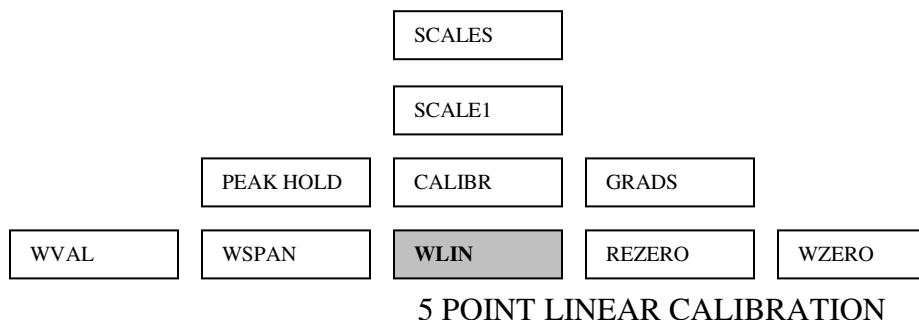 SCALES
SCALE1
PEAK HOLD CALIBR GRADS
WVAL WSPAN WLIN REZERO WZERO
5 POINT LINEAR CALIBRATION